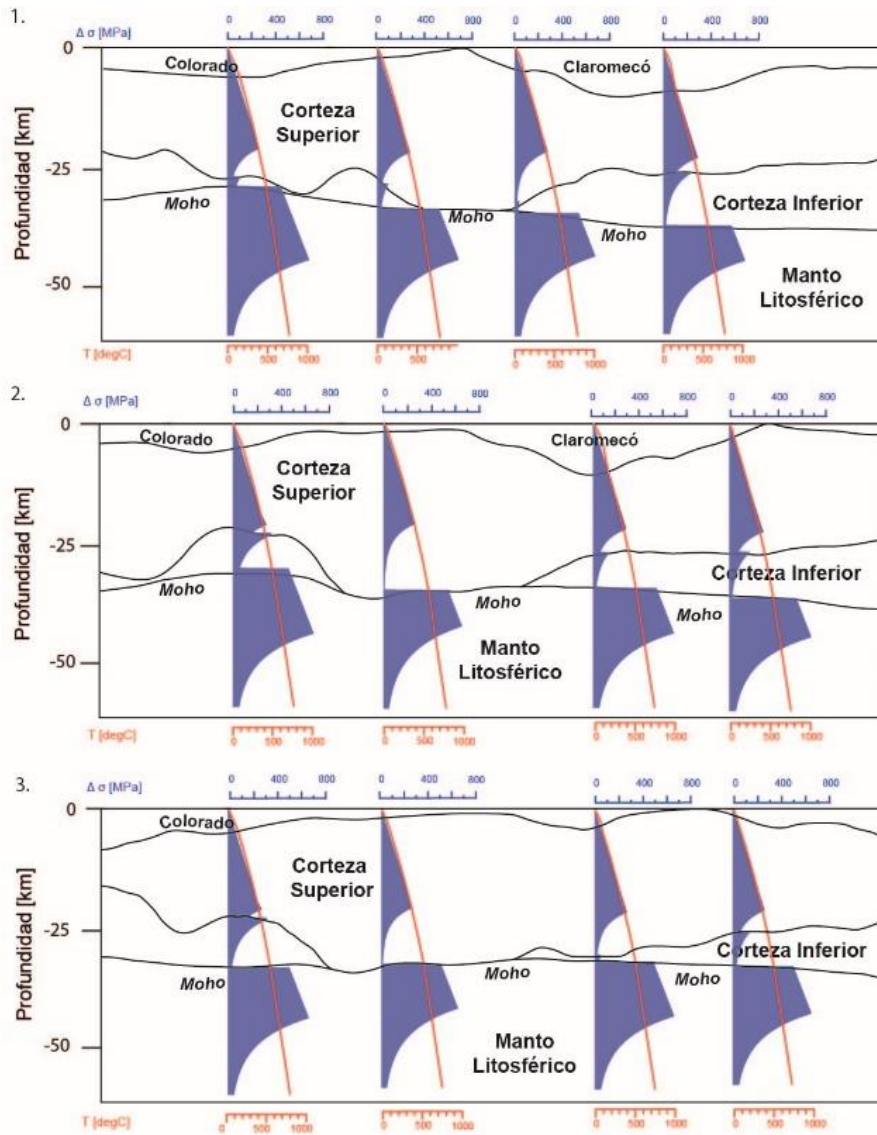 1.
Δ σ [MPa]
0 400 800
0 400 800
0 400 800
0 400 800
Profundidad [km]
0
-25
-50
Colorado
Claromecó
Corteza
Superior
Corteza Inferior
Moho
Moho
Moho
Manto
Litosférico
T [degC]
0 500 1000
0 500
0 500 1000
0 500 1000
2.
Δ σ [MPa]
0 400 800
0 400 800
0 400 800
0 400 800
Profundidad [km]
0
-25
-50
Colorado
Claromecó
Corteza
Superior
Corteza Inferior
Moho
Moho
Moho
Manto
Litosférico
T [degC]
0 500 1000
0 500 1000
0 500 1000
0 500 1000
3.
Δ σ [MPa]
0 400 800
0 400 800
0 400 800
0 400 800
Profundidad [km]
0
-25
-50
Colorado
Corteza
Superior
Corteza Inferior
Moho
Moho
Moho
Manto
Litosférico
T [degC]
0 500 1000
0 500 1000
0 500 1000
0 500 1000